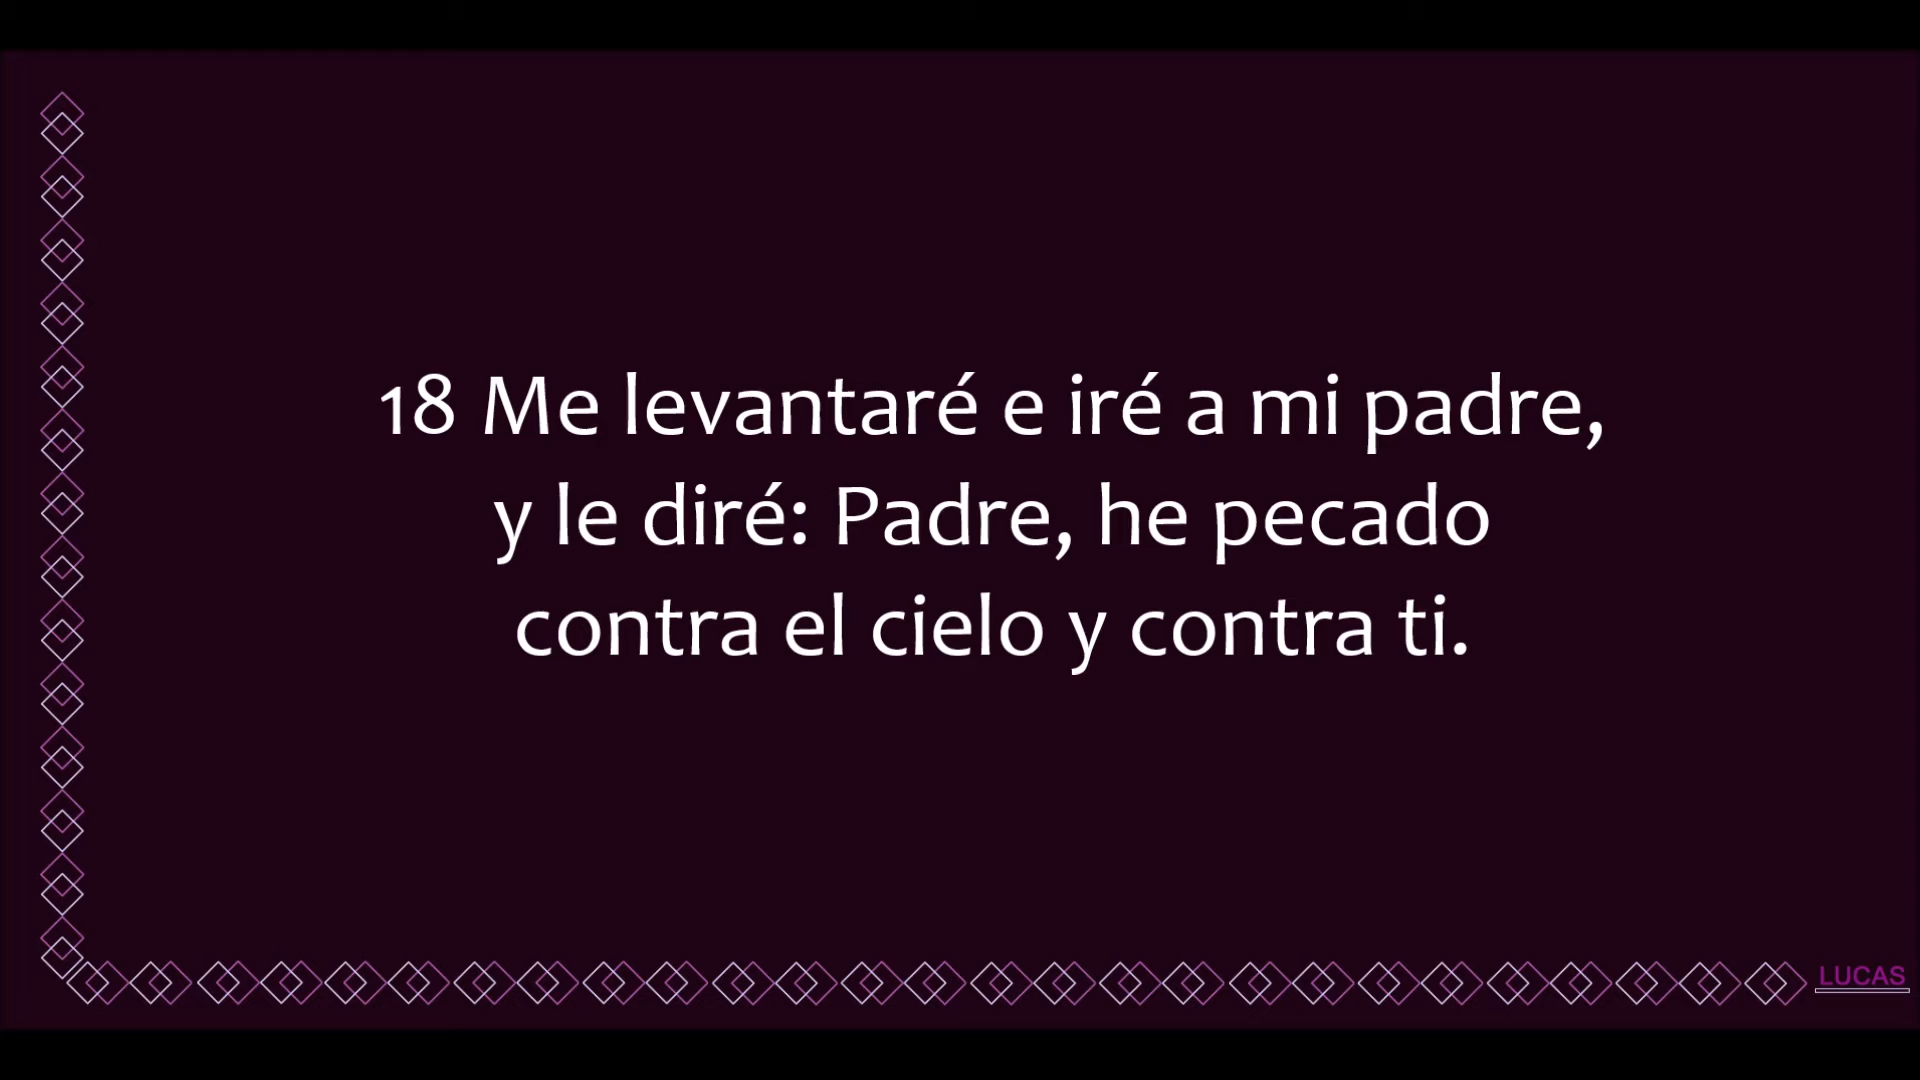 18 Me levantaré e iré a mi padre,
y le diré: Padre, he pecado
contra el cielo y contra ti.
LUCAS